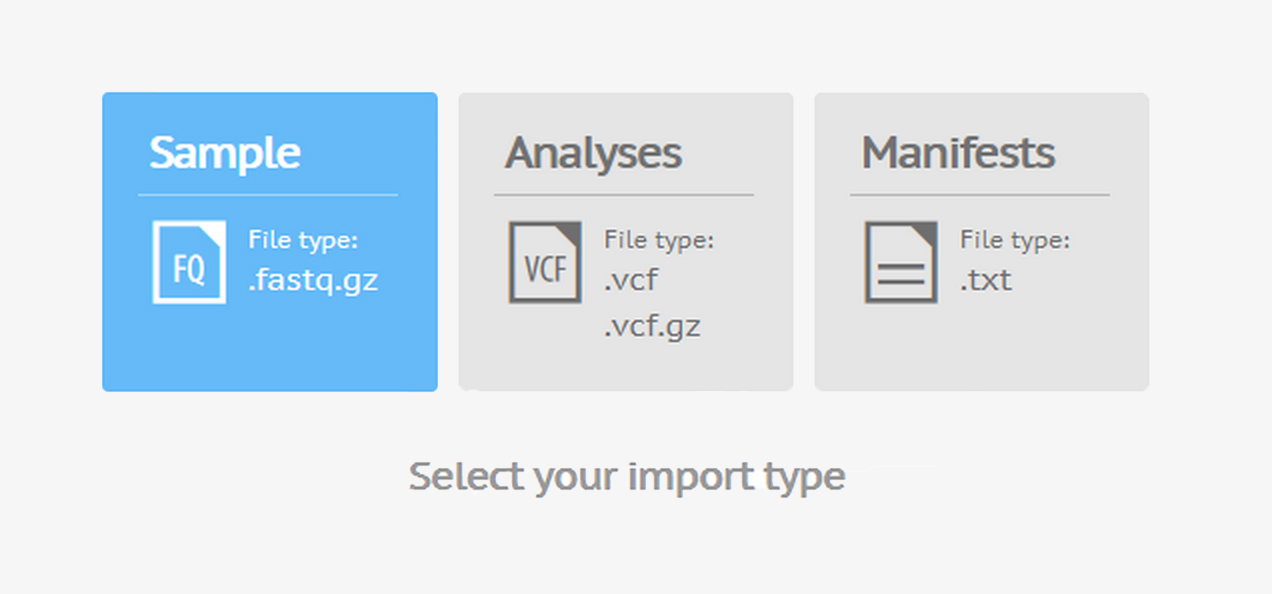 Sample
FQ
File type:
.fastq.gz
Analyses
VCF
File type:
.vcf
.vcf.gz
Manifests
File type:
.txt
Select your import type